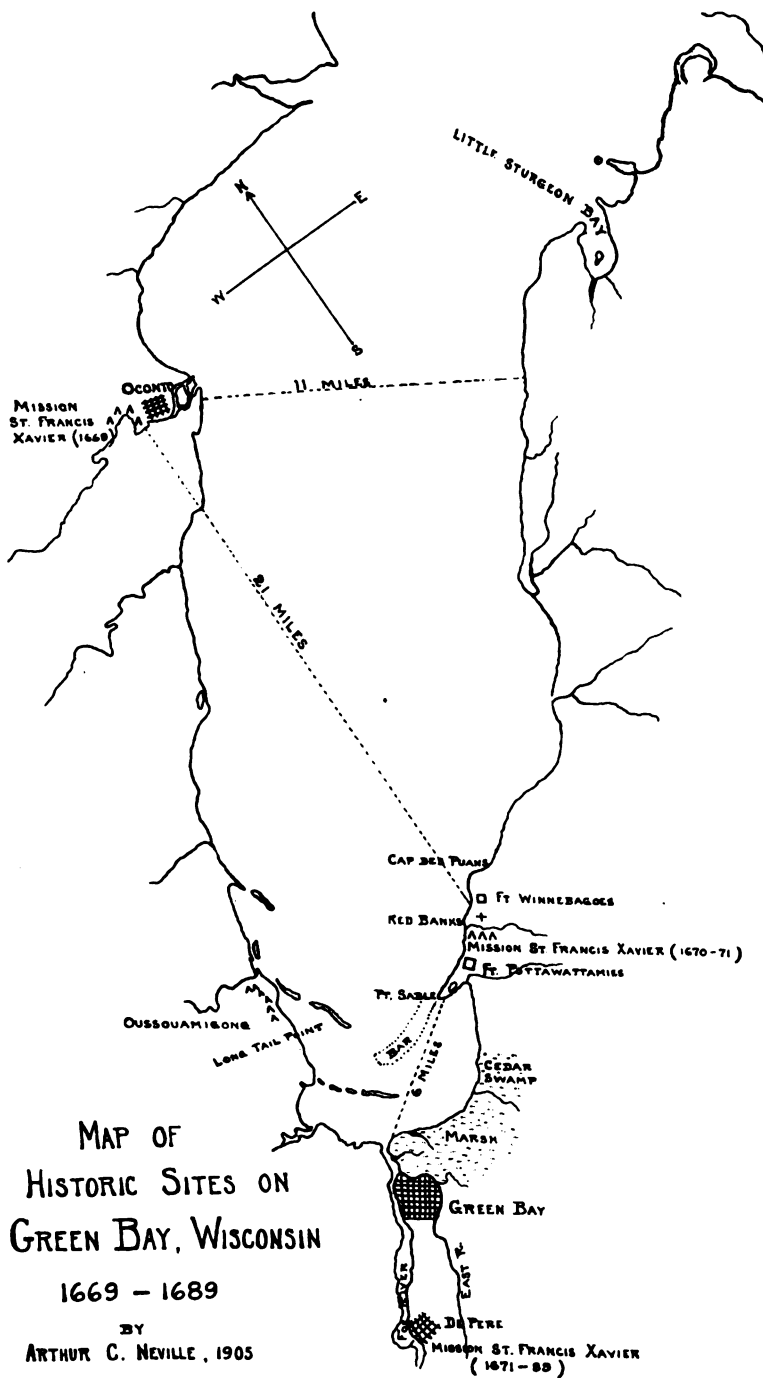 LITTLE STURGEON BAY
N
E
W
S
OCONTO
11 MILES
MISSION
ST. FRANCIS
XAVIER (1669)
21 MILES
CAP DES PUANS
FT WINNEBAGOES
RED BANKS
MISSION ST. FRANCIS XAVIER (1670-71)
FT. POTTAWATTAMIES
PT. SABLE
OUSSOUAMIGONG
LONG TAIL POINT
BAR
6 MILES
CEDAR
SWAMP
MARSH
GREEN BAY
FOX RIVER
EAST R.
DE PERE
MISSION ST. FRANCIS XAVIER
(1671-89)
MAP OF
HISTORIC SITES ON
GREEN BAY, WISCONSIN
1669 – 1689
BY
ARTHUR C. NEVILLE, 1905